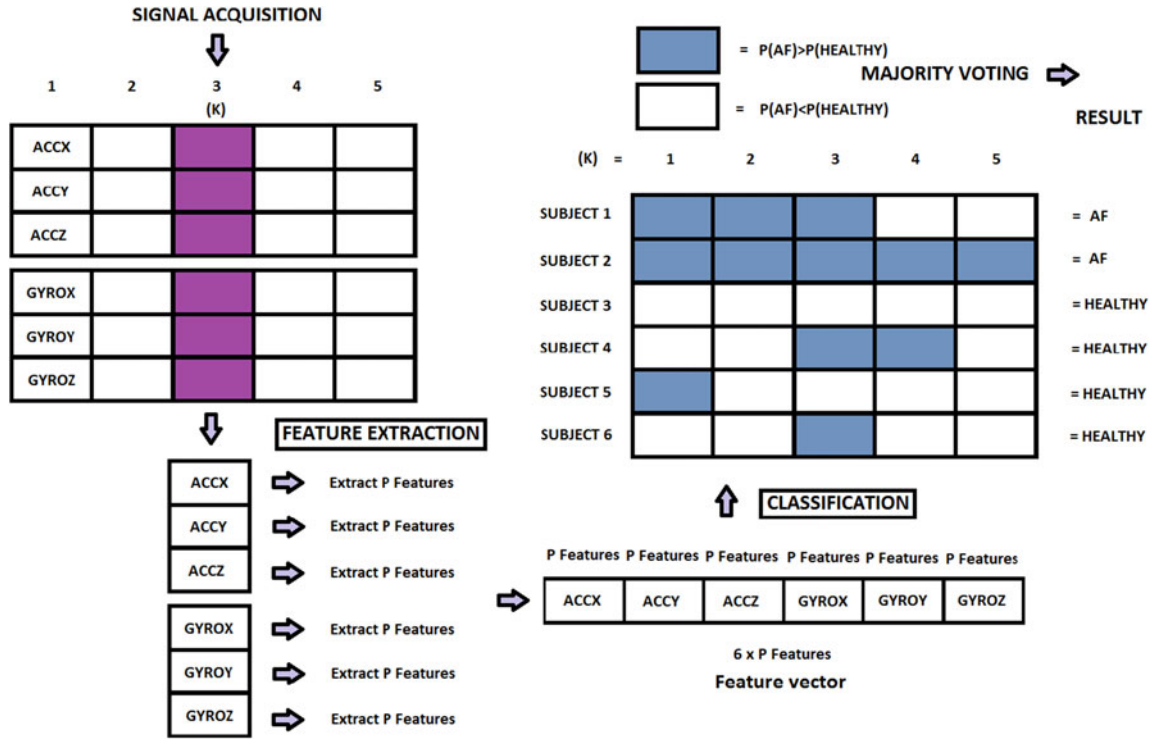 SIGNAL ACQUISITION
1 2 3 4 5
(K)
ACCX
ACCY
ACCZ
GYROX
GYROY
GYROZ
FEATURE EXTRACTION
ACCX Extract P Features
ACCY Extract P Features
ACCZ Extract P Features
GYROX Extract P Features
GYROY Extract P Features
GYROZ Extract P Features
= P(AF)>P(HEALTHY)
MAJORITY VOTING
= P(AF)<P(HEALTHY)
RESULT
(K) = 1 2 3 4 5
SUBJECT 1 = AF
SUBJECT 2 = AF
SUBJECT 3 = HEALTHY
SUBJECT 4 = HEALTHY
SUBJECT 5 = HEALTHY
SUBJECT 6 = HEALTHY
CLASSIFICATION
P Features P Features P Features P Features P Features P Features
ACCX ACCY ACCZ GYROX GYROY GYROZ
6 x P Features
Feature vector